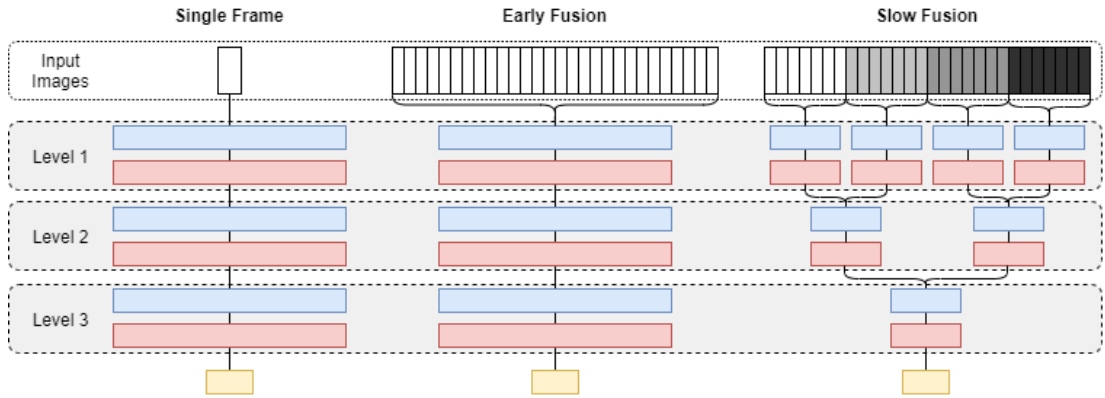 Single Frame
Early Fusion
Slow Fusion
Input
Images
Level 1
Level 2
Level 3